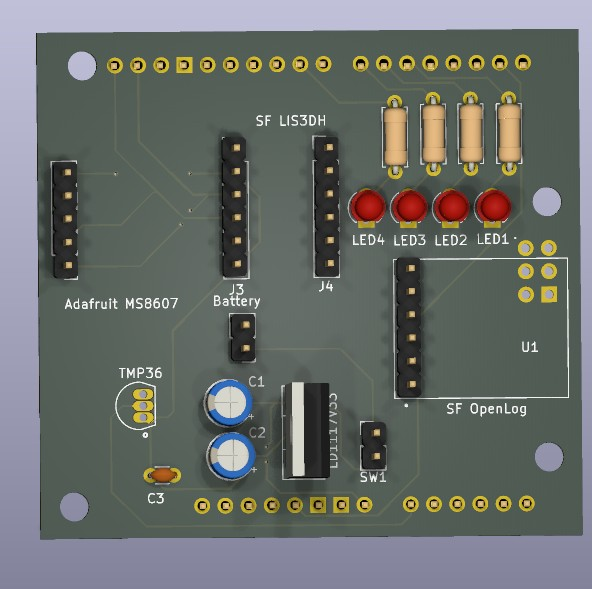 SF LIS3DH
LED4
LED3
LED2
LED1
J3
J4
Battery
Adafruit MS8607
U1
TMP36
C1
SF OpenLog
C2
LD1117V33
SW1
C3